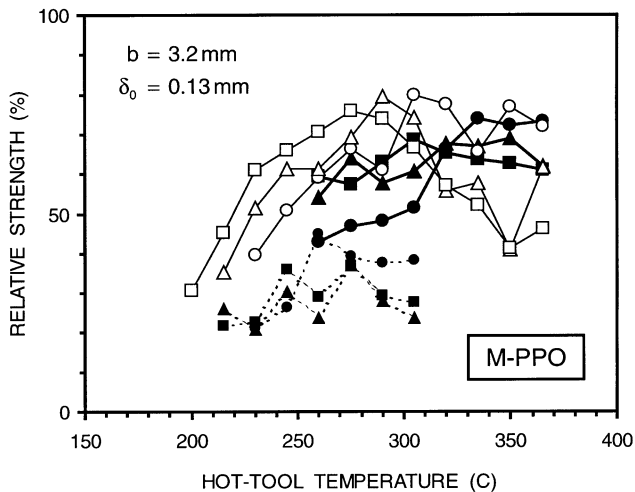 100
b = 3.2 mm
δ₀ = 0.13 mm
RELATIVE STRENGTH (%)
50
M-PPO
0
150 200 250 300 350 400
HOT-TOOL TEMPERATURE (C)